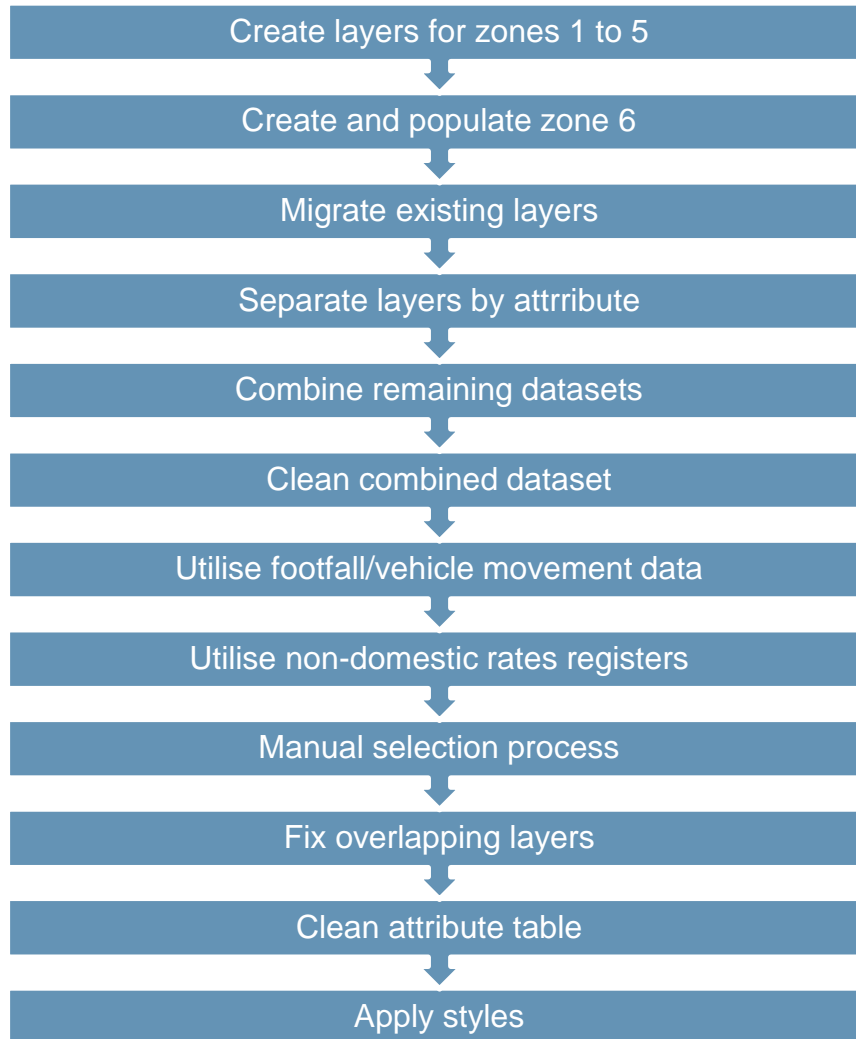 Create layers for zones 1 to 5
Create and populate zone 6
Migrate existing layers
Separate layers by attrribute
Combine remaining datasets
Clean combined dataset
Utilise footfall/vehicle movement data
Utilise non-domestic rates registers
Manual selection process
Fix overlapping layers
Clean attribute table
Apply styles